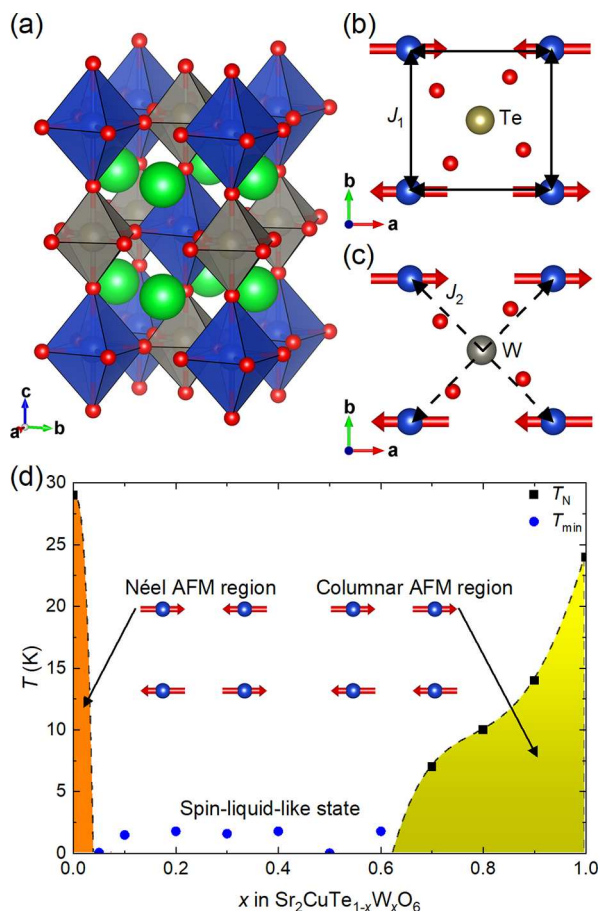 (a)
c
a
b
(b)
J1
Te
b
a
(c)
J2
W
b
a
(d)
30
25
20
15
10
5
0
T (K)
TN
Tmin
Néel AFM region
Columnar AFM region
Spin-liquid-like state
0.0 0.2 0.4 0.6 0.8 1.0
x in Sr2CuTe1-xWxO6